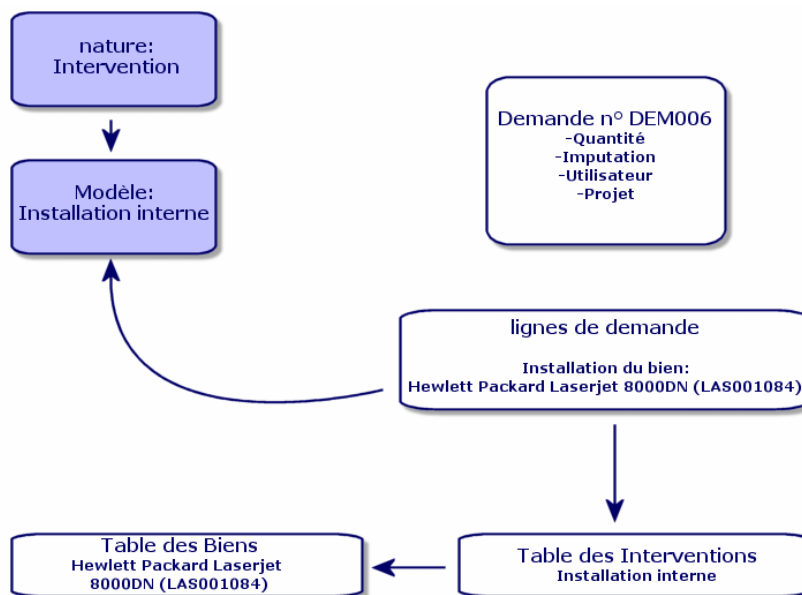 nature:
Intervention
Demande n° DEM006
-Quantité
-Imputation
-Utilisateur
-Projet
Modèle:
Installation interne
lignes de demande
Installation du bien:
Hewlett Packard Laserjet 8000DN (LAS001084)
Table des Biens
Hewlett Packard Laserjet
8000DN (LAS001084)
Table des Interventions
Installation interne